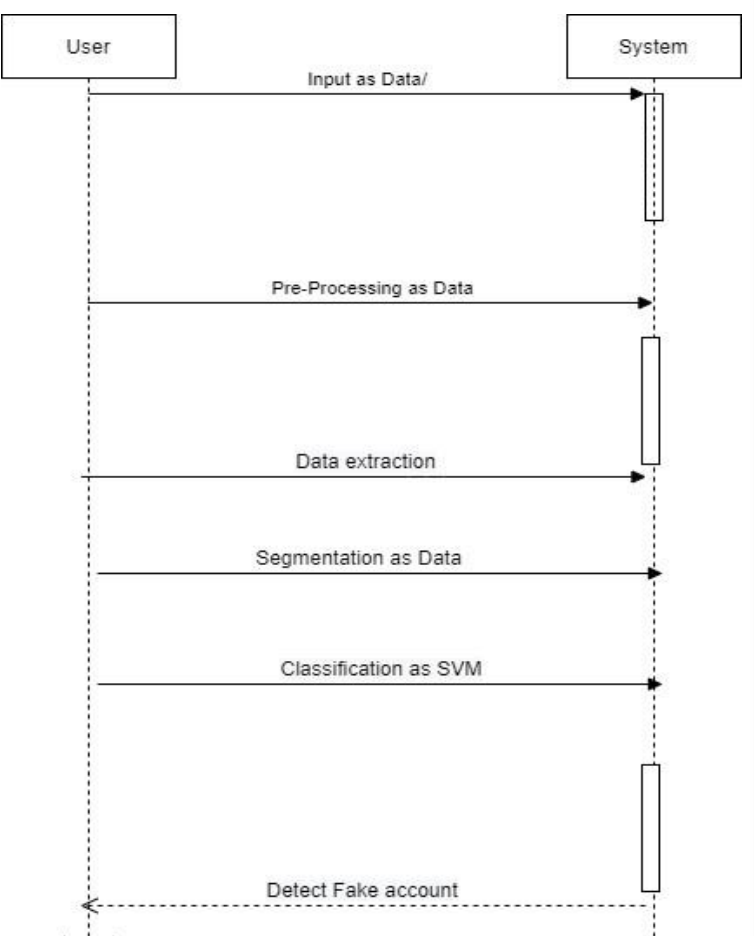 User
System
Input as Data/
Pre-Processing as Data
Data extraction
Segmentation as Data
Classification as SVM
Detect Fake account